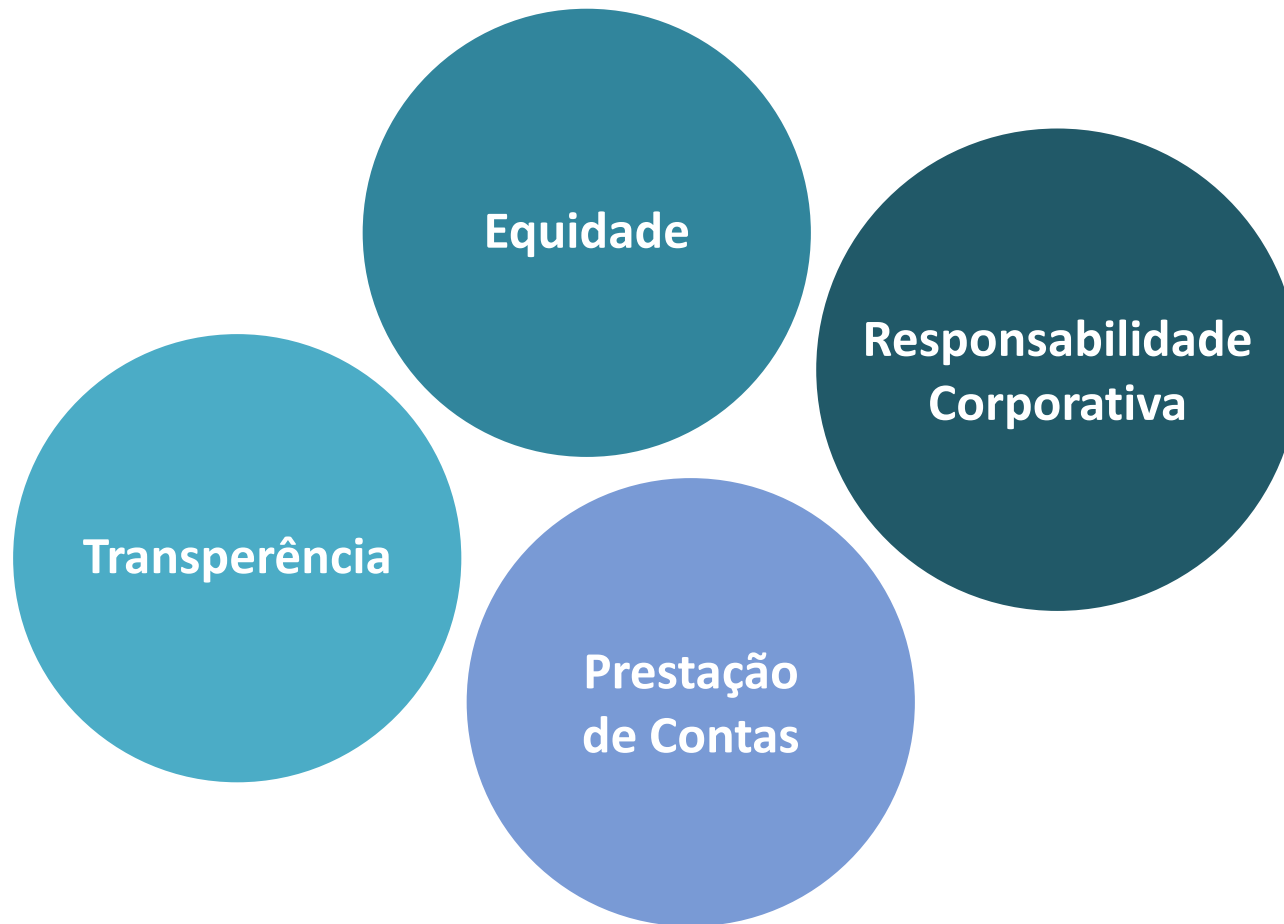 Equidade
Responsabilidade
Corporativa
Transperência
Prestação
de Contas